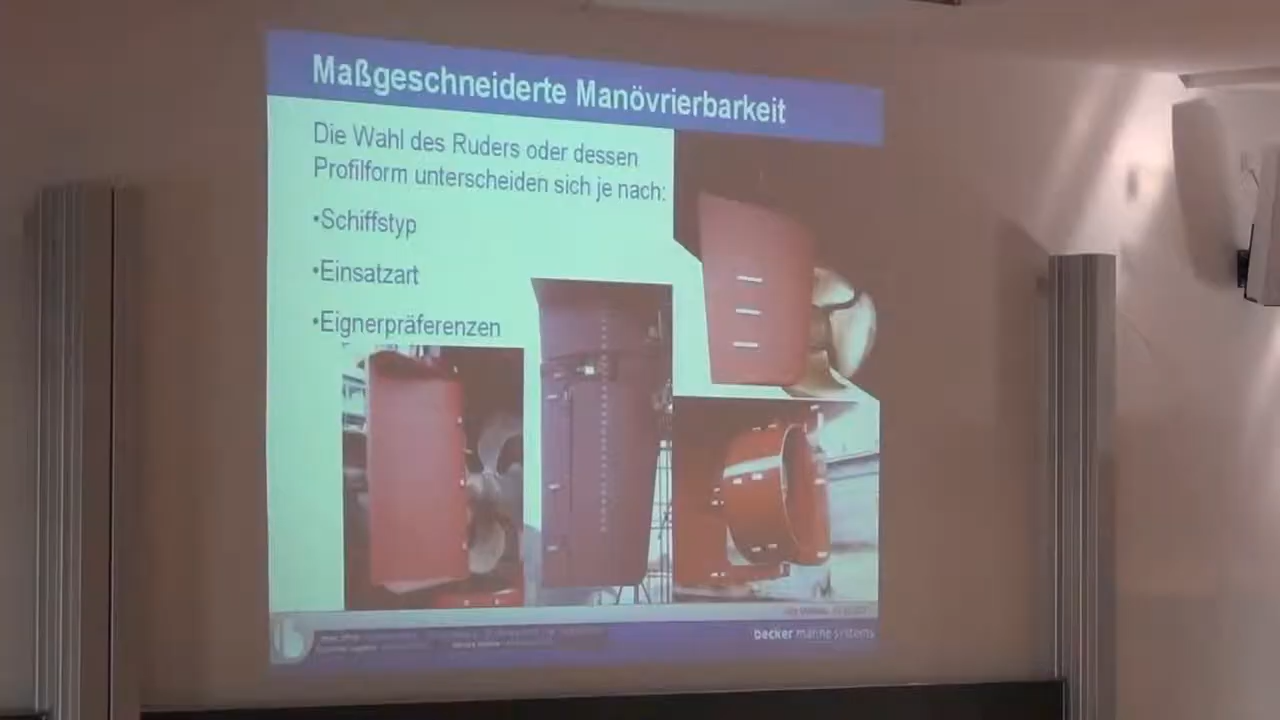 Maßgeschneiderte Manövrierbarkeit
Die Wahl des Ruders oder dessen
Profilform unterscheiden sich je nach:
•Schiffstyp
•Einsatzart
•Eignerpräferenzen
becker marine systems